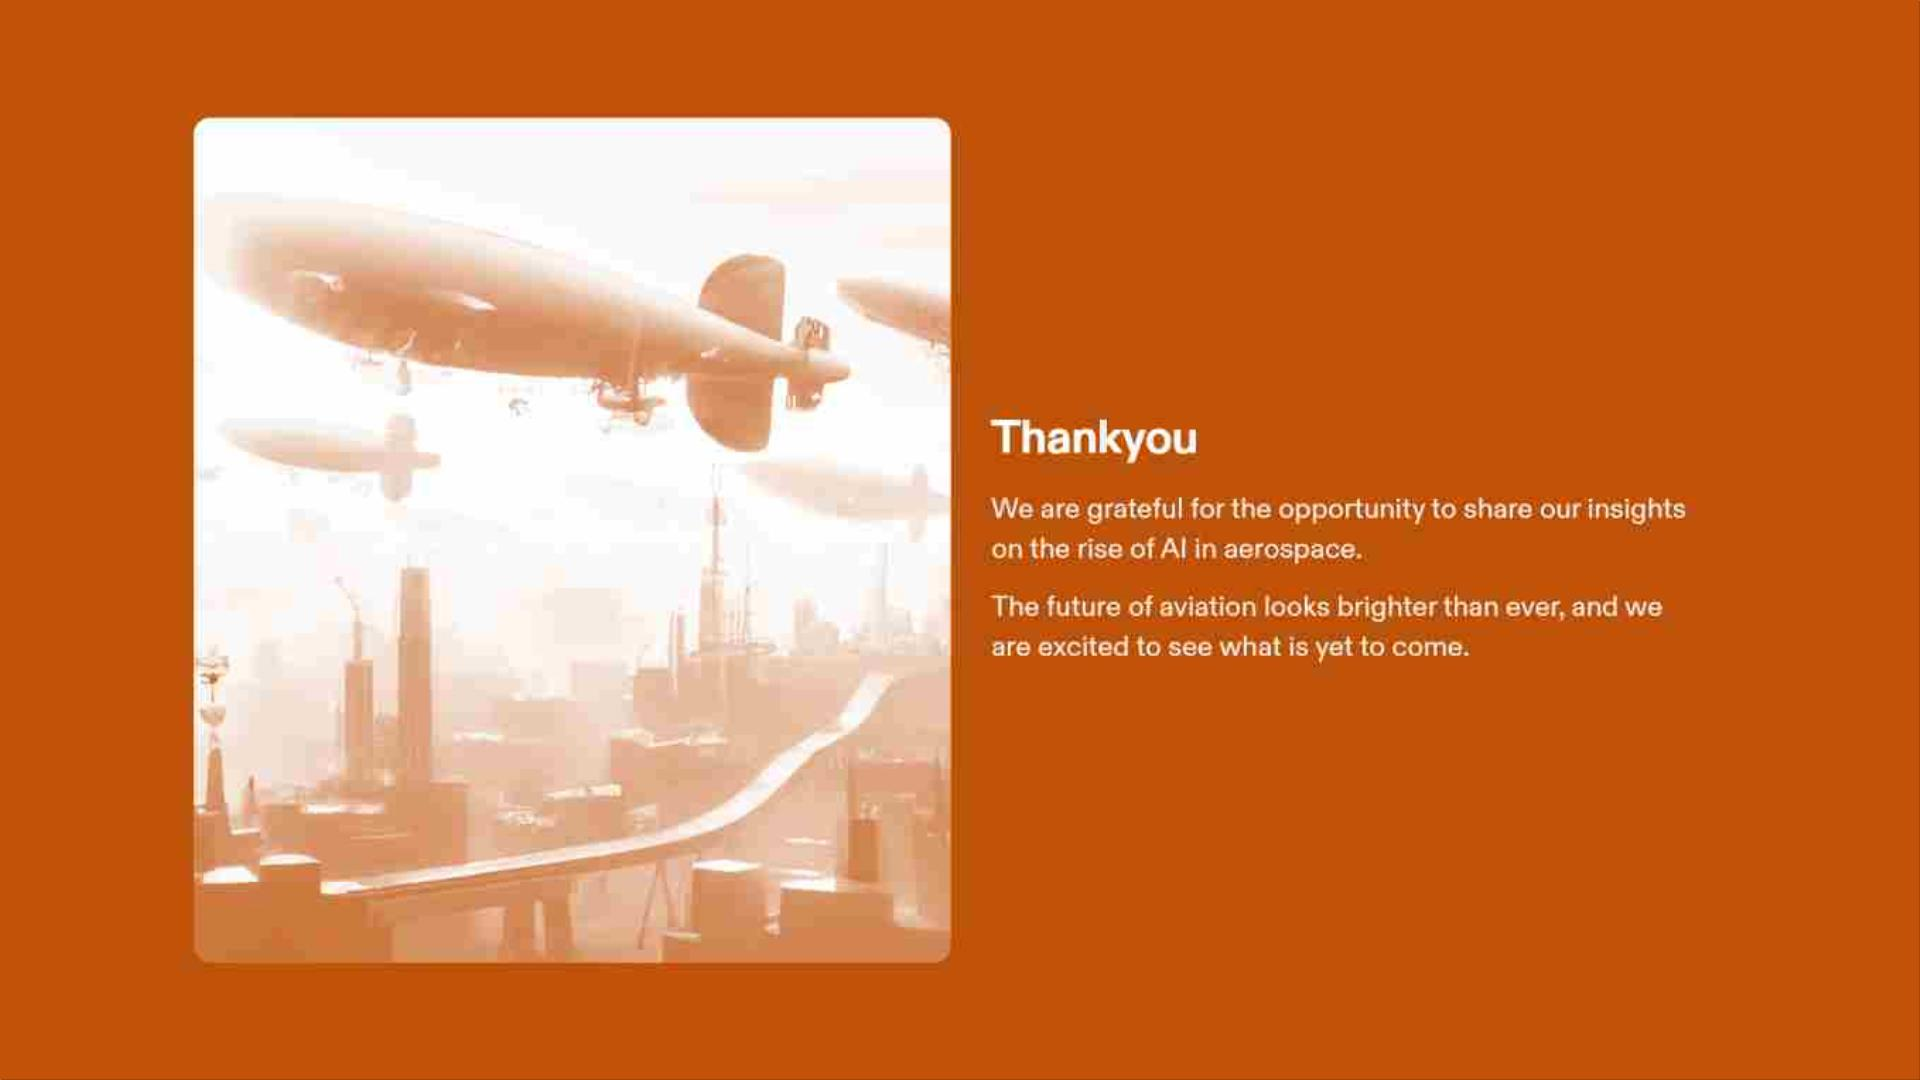 Thankyou
We are grateful for the opportunity to share our insights
on the rise of AI in aerospace.
The future of aviation looks brighter than ever, and we
are excited to see what is yet to come.